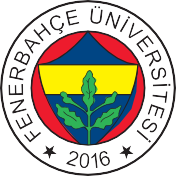 FENERBAHÇE ÜNİVERSİTESİ
★ 2016 ★